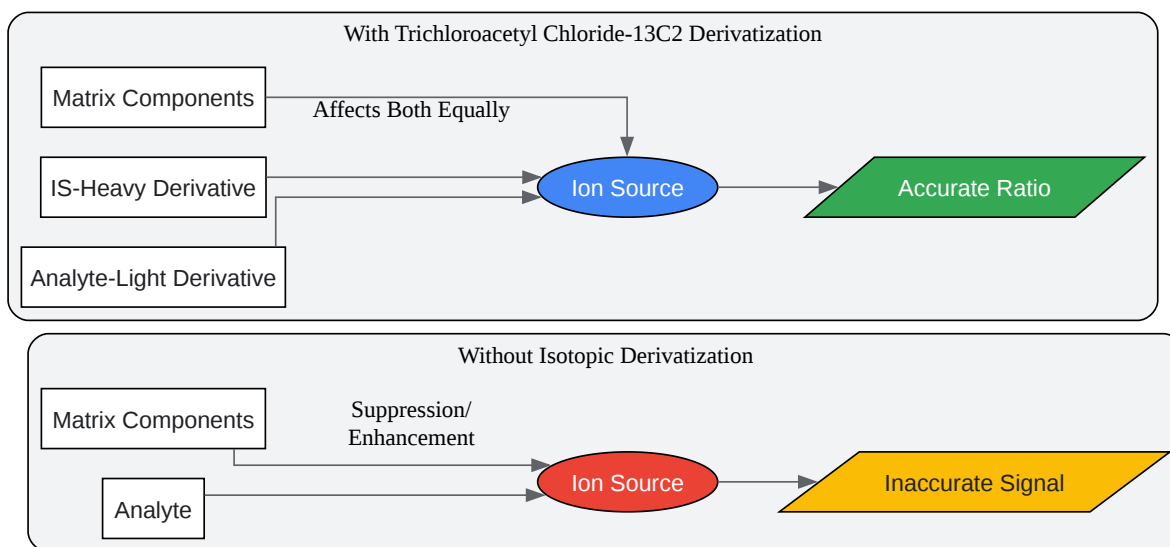 With Trichloroacetyl Chloride-13C2 Derivatization
Matrix Components
Affects Both Equally
IS-Heavy Derivative
Ion Source
Accurate Ratio
Analyte-Light Derivative
Without Isotopic Derivatization
Matrix Components
Suppression/
Enhancement
Ion Source
Inaccurate Signal
Analyte